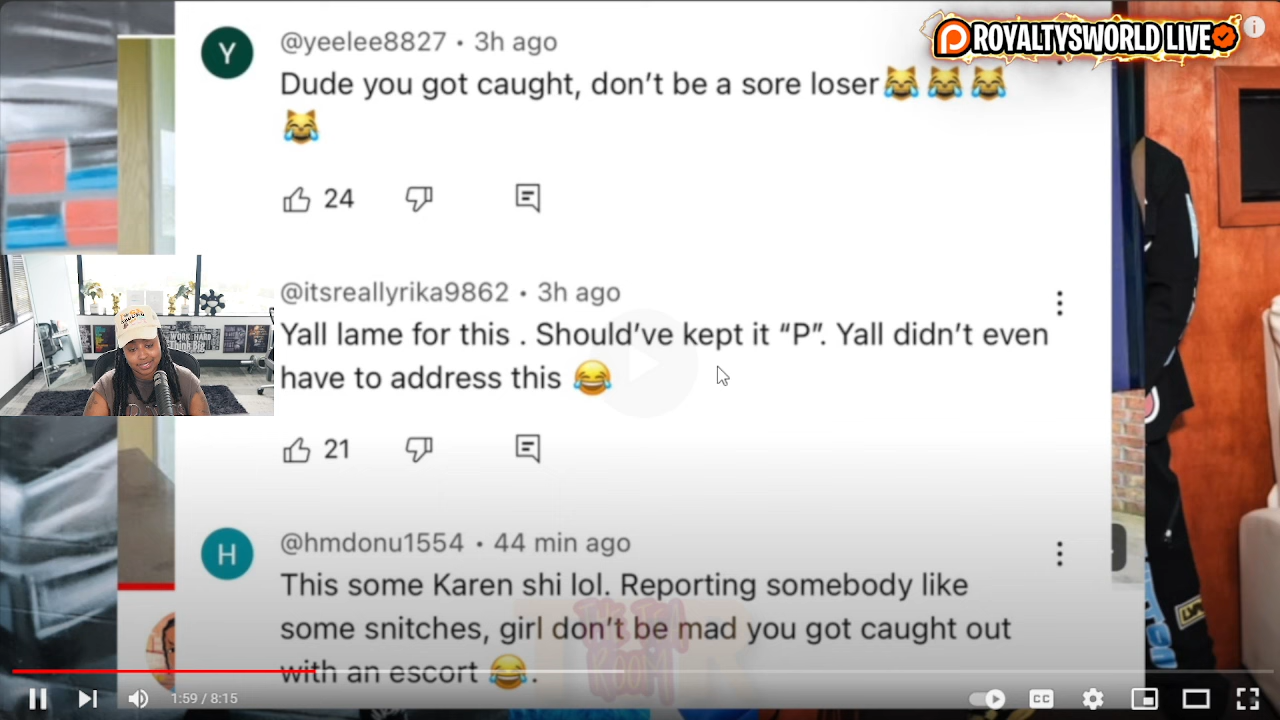 ROYALTYSWORLD LIVE
Y
@yeelee8827 • 3h ago
Dude you got caught, don't be a sore loser😹😹😹
😹
24
@itsreallyrika9862 • 3h ago
Yall lame for this . Should've kept it “P”. Yall didn't even
have to address this 😂
21
H
@hmdonu1554 • 44 min ago
This some Karen shi lol. Reporting somebody like
some snitches, girl don't be mad you got caught out
with an escort 😂.
1:59 / 8:15
CC